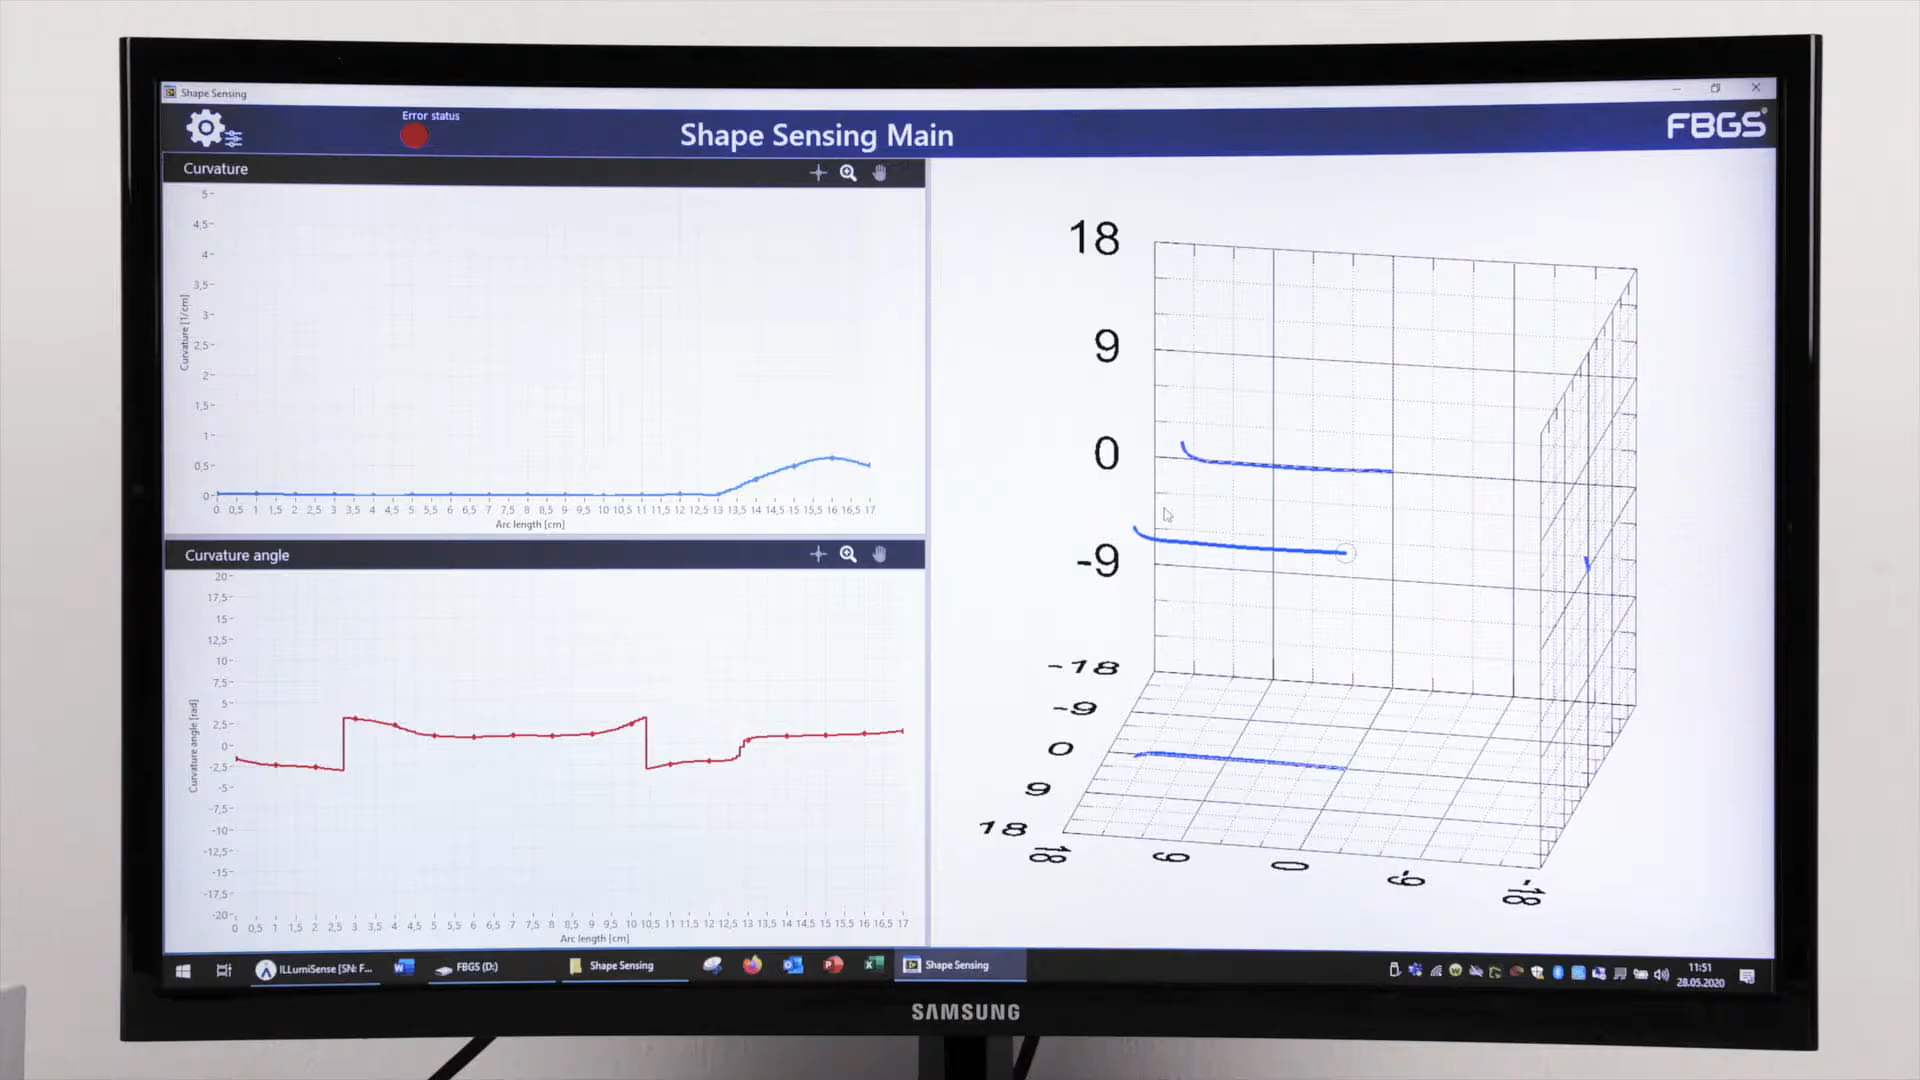 Shape Sensing
Error status
Shape Sensing Main
FBGS
Curvature
5
4,5
4
3,5
3
2,5
2
1,5
1
0,5
0
Curvature [1/cm]
0 0,5 1 1,5 2 2,5 3 3,5 4 4,5 5 5,5 6 6,5 7 7,5 8 8,5 9 9,5 10 10,5 11 11,5 12 12,5 13 13,5 14 14,5 15 15,5 16 16,5 17
Arc length [cm]
Curvature angle
20
17,5
15
12,5
10
7,5
5
2,5
0
-2,5
-5
-7,5
-10
-12,5
-15
-17,5
-20
Curvature angle [rad]
0 0,5 1 1,5 2 2,5 3 3,5 4 4,5 5 5,5 6 6,5 7 7,5 8 8,5 9 9,5 10 10,5 11 11,5 12 12,5 13 13,5 14 14,5 15 15,5 16 16,5 17
Arc length [cm]
18
9
0
-9
-18
-9
0
9
18
18 9 0 -9 -18
ILLumiSense [SN: F...
FBGS (D:)
Shape Sensing
Shape Sensing
11:51
28.05.2020
SAMSUNG